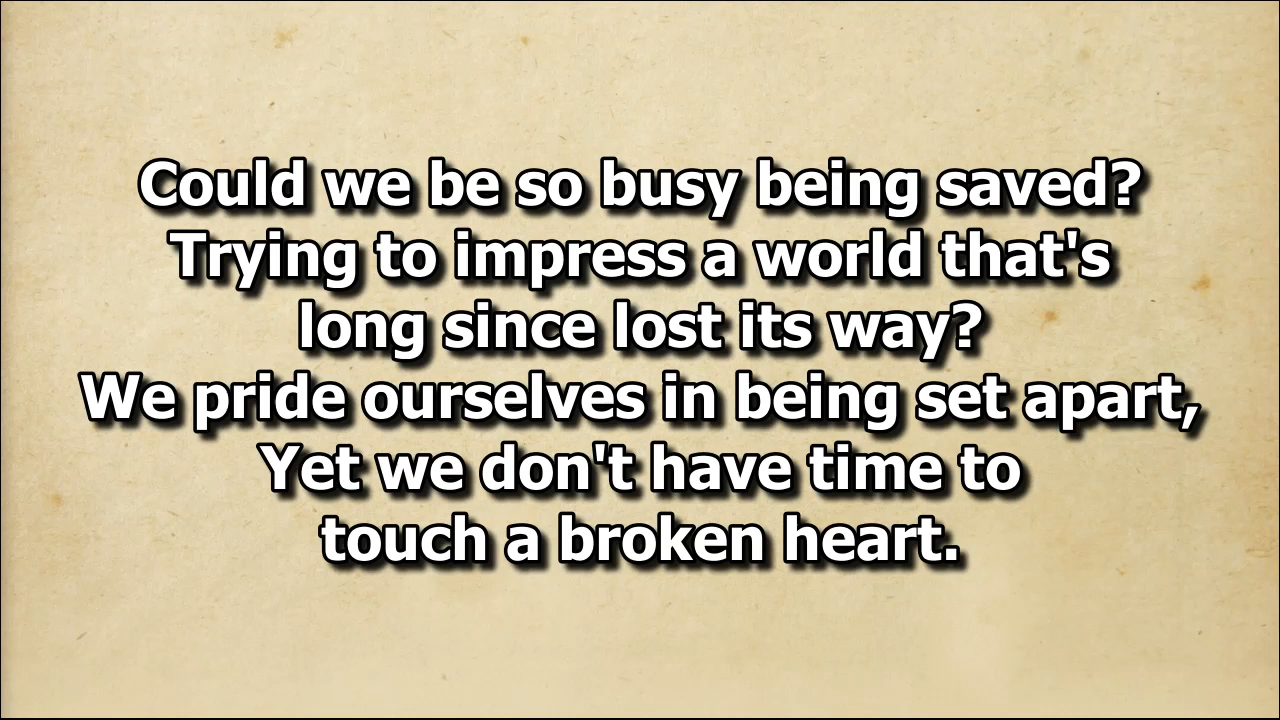 Could we be so busy being saved?
Trying to impress a world that's
long since lost its way?
We pride ourselves in being set apart,
Yet we don't have time to
touch a broken heart.